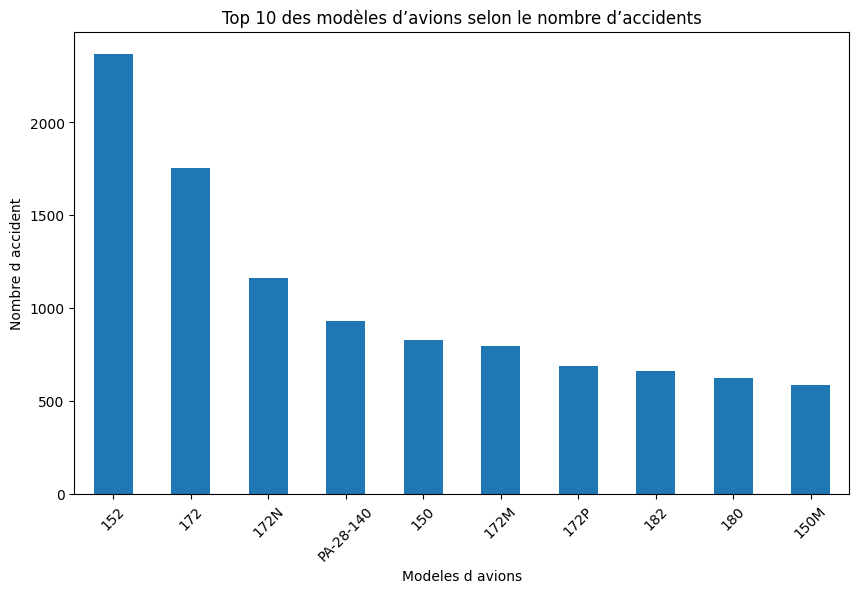 Top 10 des modèles d’avions selon le nombre d’accidents
Nombre d accident
2000
1500
1000
500
0
152 172 172N PA-28-140 150 172M 172P 182 180 150M
Modeles d avions